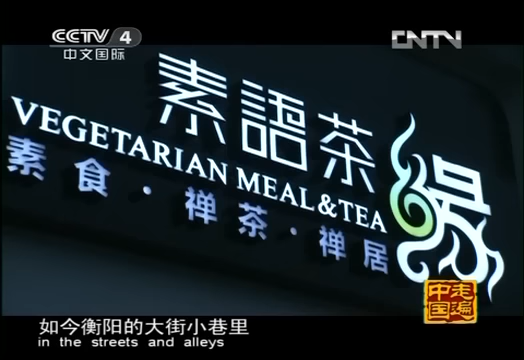 CCTV 4
中文国际
CNTV
素語茶缘
VEGETARIAN MEAL&TEA
素食·禅茶·禅居
走遍中国
如今衡阳的大街小巷里
in the streets and alleys